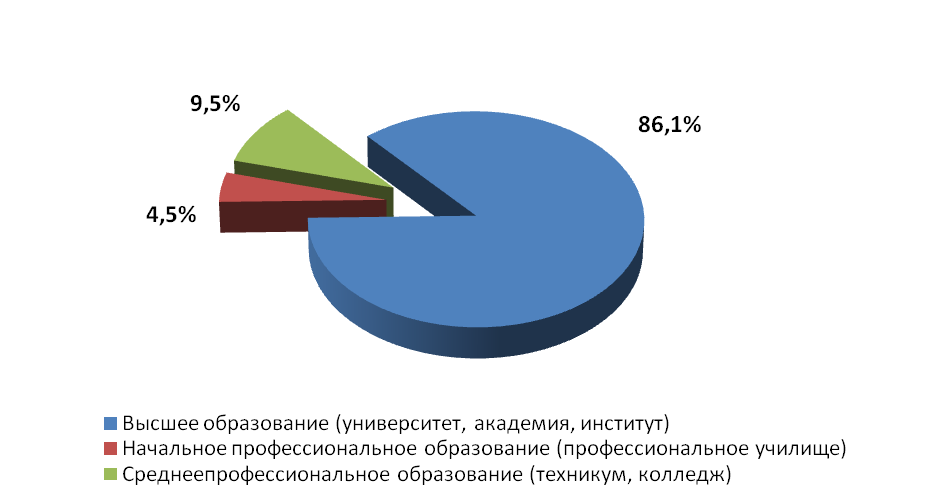 9,5%
86,1%
4,5%
Высшее образование (университет, академия, институт)
Начальное профессиональное образование (профессиональное училище)
Среднеепрофессиональное образование (техникум, колледж)